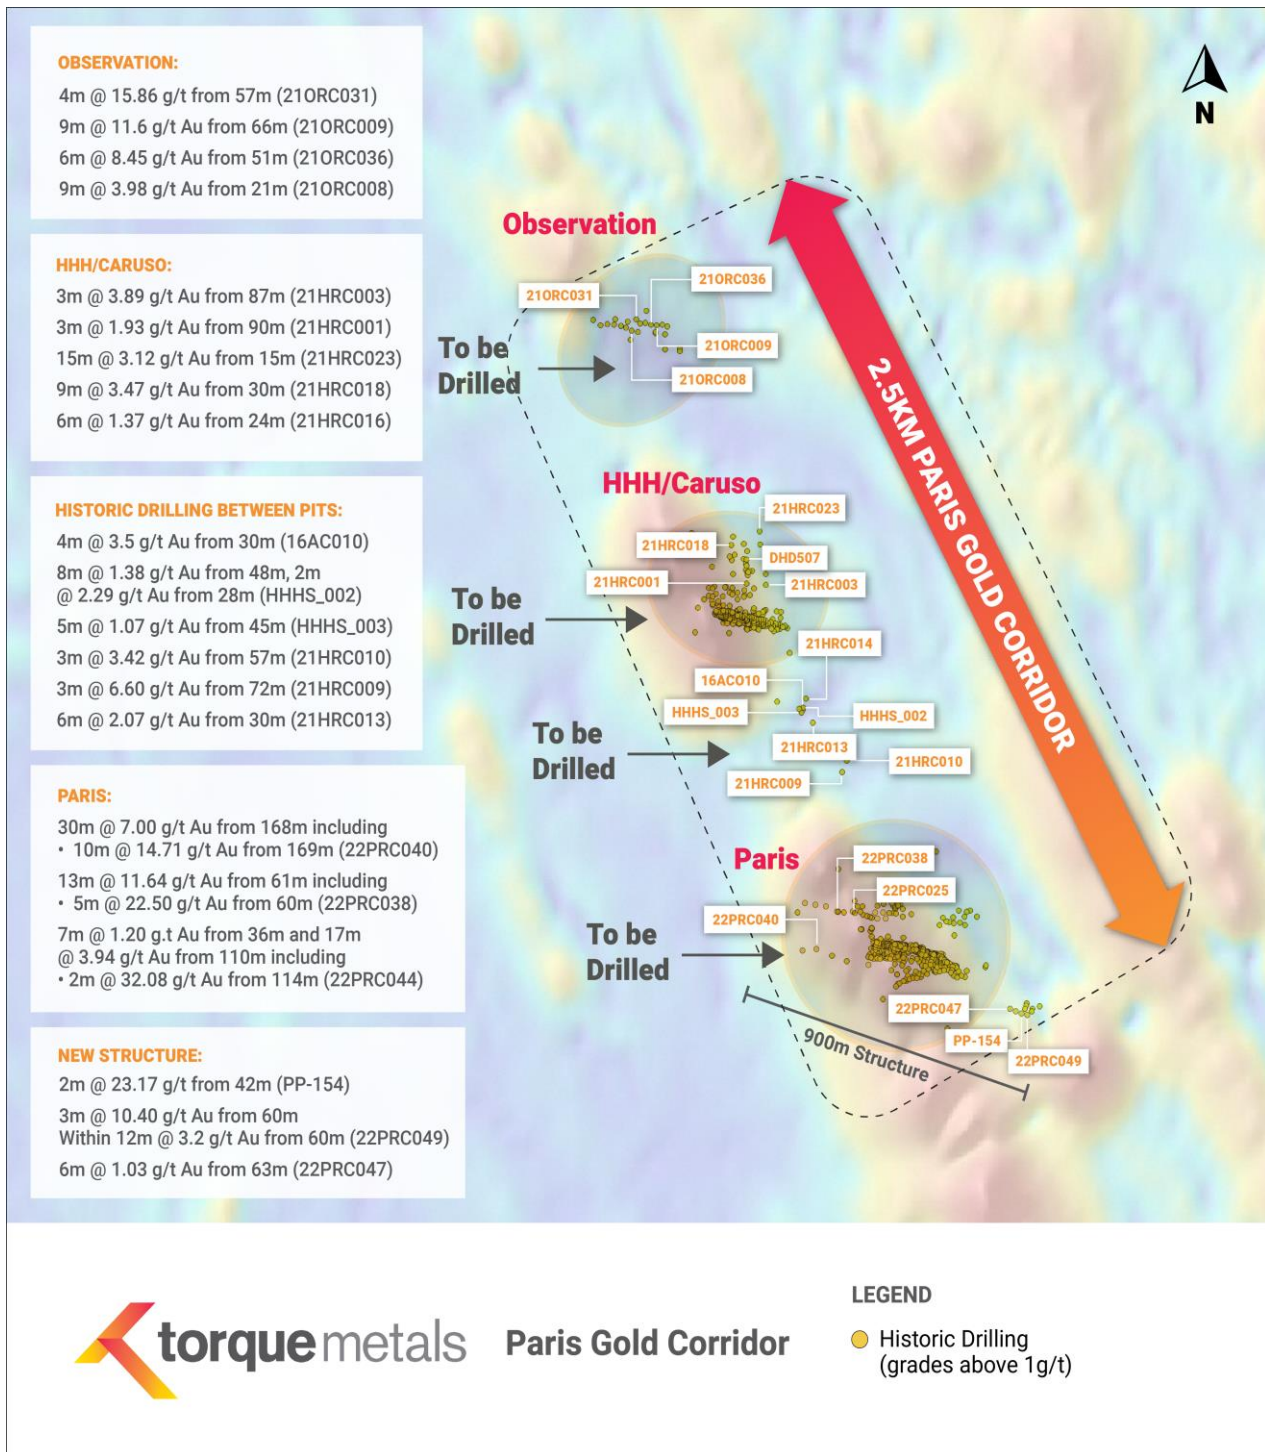 OBSERVATION:
4m @ 15.86 g/t from 57m (21ORC031)
9m @ 11.6 g/t Au from 66m (21ORC009)
6m @ 8.45 g/t Au from 51m (21ORC036)
9m @ 3.98 g/t Au from 21m (21ORC008)
HHH/CARUSO:
3m @ 3.89 g/t Au from 87m (21HRC003)
3m @ 1.93 g/t Au from 90m (21HRC001)
15m @ 3.12 g/t Au from 15m (21HRC023)
9m @ 3.47 g/t Au from 30m (21HRC018)
6m @ 1.37 g/t Au from 24m (21HRC016)
HISTORIC DRILLING BETWEEN PITS:
4m @ 3.5 g/t Au from 30m (16AC010)
8m @ 1.38 g/t Au from 48m, 2m
@ 2.29 g/t Au from 28m (HHHS_002)
5m @ 1.07 g/t Au from 45m (HHHS_003)
3m @ 3.42 g/t Au from 57m (21HRC010)
3m @ 6.60 g/t Au from 72m (21HRC009)
6m @ 2.07 g/t Au from 30m (21HRC013)
PARIS:
30m @ 7.00 g/t Au from 168m including
• 10m @ 14.71 g/t Au from 169m (22PRC040)
13m @ 11.64 g/t Au from 61m including
• 5m @ 22.50 g/t Au from 60m (22PRC038)
7m @ 1.20 g.t Au from 36m and 17m
@ 3.94 g/t Au from 110m including
• 2m @ 32.08 g/t Au from 114m (22PRC044)
NEW STRUCTURE:
2m @ 23.17 g/t from 42m (PP-154)
3m @ 10.40 g/t Au from 60m
Within 12m @ 3.2 g/t Au from 60m (22PRC049)
6m @ 1.03 g/t Au from 63m (22PRC047)
N
Observation
21ORC036
21ORC031
21ORC009
21ORC008
To be
Drilled
2.5KM PARIS GOLD CORRIDOR
HHH/Caruso
21HRC023
21HRC018
DHD507
21HRC001
21HRC003
To be
Drilled
21HRC014
16ACO10
HHHS_003
HHHS_002
21HRC013
21HRC010
21HRC009
To be
Drilled
Paris
22PRC038
22PRC025
22PRC040
To be
Drilled
22PRC047
PP-154
22PRC049
900m Structure
torquemetals
Paris Gold Corridor
LEGEND
Historic Drilling
(grades above 1g/t)